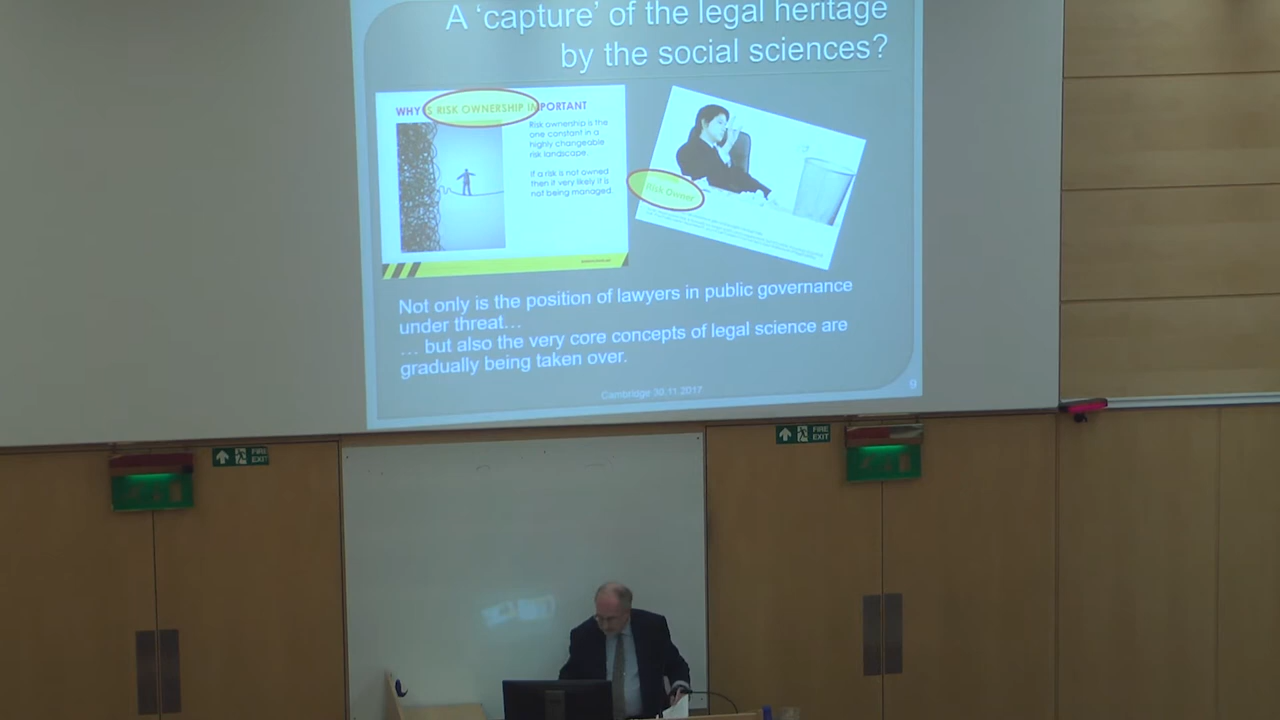 A ‘capture’ of the legal heritage
by the social sciences?
WHY IS RISK OWNERSHIP IMPORTANT
Risk ownership is the
one constant in a
highly changeable
risk landscape.
If a risk is not owned
then it very likely it is
not being managed.
Risk Owner
Not only is the position of lawyers in public governance
under threat…
… but also the very core concepts of legal science are
gradually being taken over.
Cambridge 30.11 2017
9
FIRE
EXIT
FIRE
EXIT